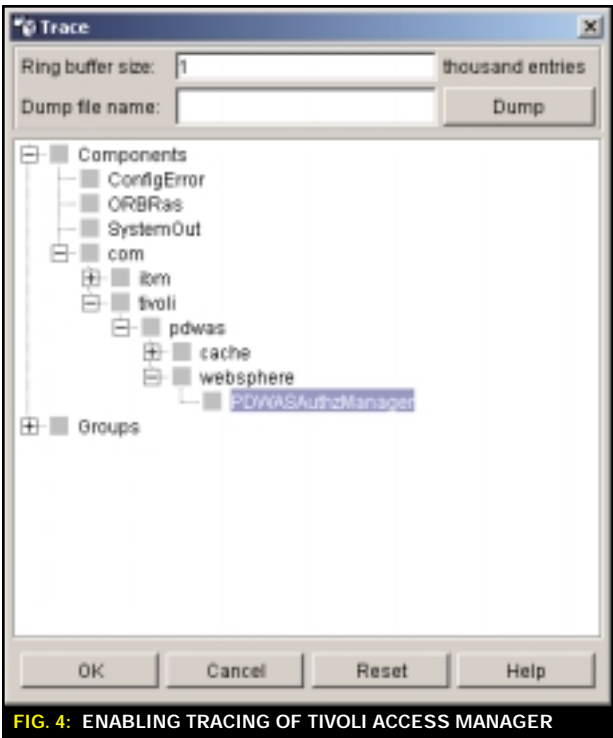 Trace
Ring buffer size: 1 thousand entries
Dump file name: Dump
Components
ConfigError
ORBRas
SystemOut
com
ibm
tivoli
pdwas
cache
websphere
PDWASAuthzManager
Groups
OK Cancel Reset Help
FIG. 4: ENABLING TRACING OF TIVOLI ACCESS MANAGER